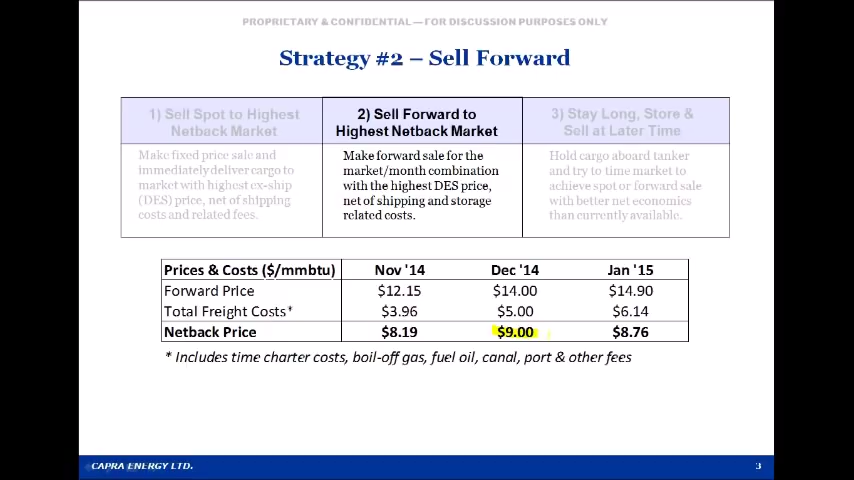 PROPRIETARY & CONFIDENTIAL—FOR DISCUSSION PURPOSES ONLY
Strategy #2 – Sell Forward
1) Sell Spot to Highest
Netback Market
2) Sell Forward to
Highest Netback Market
3) Stay Long, Store &
Sell at Later Time
Make fixed price sale and
immediately deliver cargo to
market with highest ex-ship
(DES) price, net of shipping
costs and related fees.
Make forward sale for the
market/month combination
with the highest DES price,
net of shipping and storage
related costs.
Hold cargo aboard tanker
and try to time market to
achieve spot or forward sale
with better net economics
than currently available.
Prices & Costs ($/mmbtu) Nov '14 Dec '14 Jan '15
Forward Price $12.15 $14.00 $14.90
Total Freight Costs* $3.96 $5.00 $6.14
Netback Price $8.19 $9.00 $8.76
* Includes time charter costs, boil-off gas, fuel oil, canal, port & other fees
CAPRA ENERGY LTD. 3